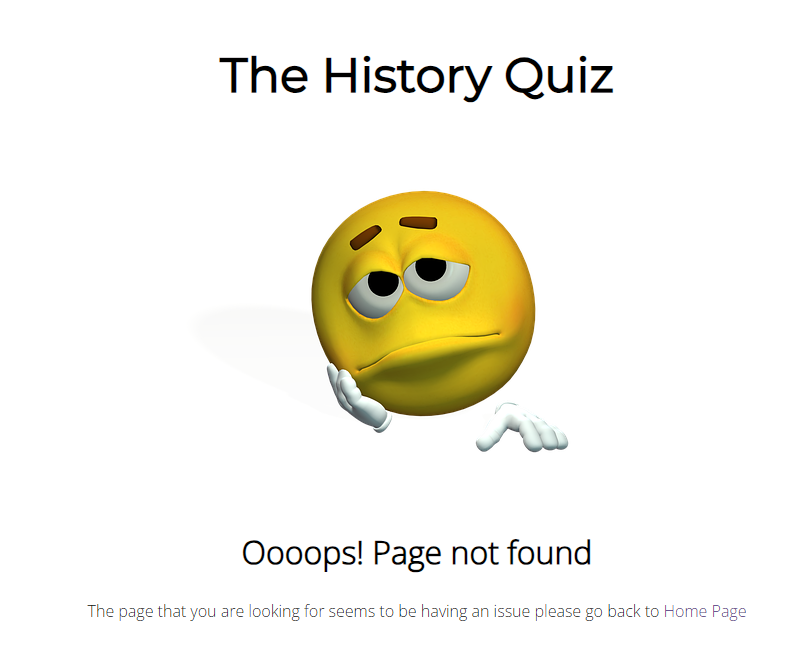 The History Quiz
Oooops! Page not found
The page that you are looking for seems to be having an issue please go back to Home Page